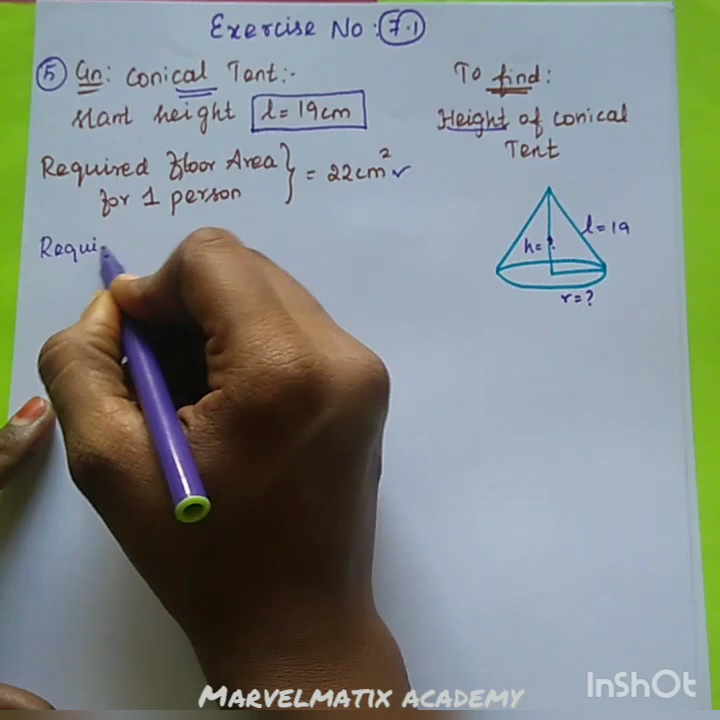 Exercise No : 7.1
5 Gn: Conical Tent:-
slant height l = 19cm
Required floor Area
for 1 person } = 22cm² ✓
Requi
To find:
Height of conical
Tent
l = 19
h = ?
r = ?
MARVELMATIX ACADEMY
InShOt